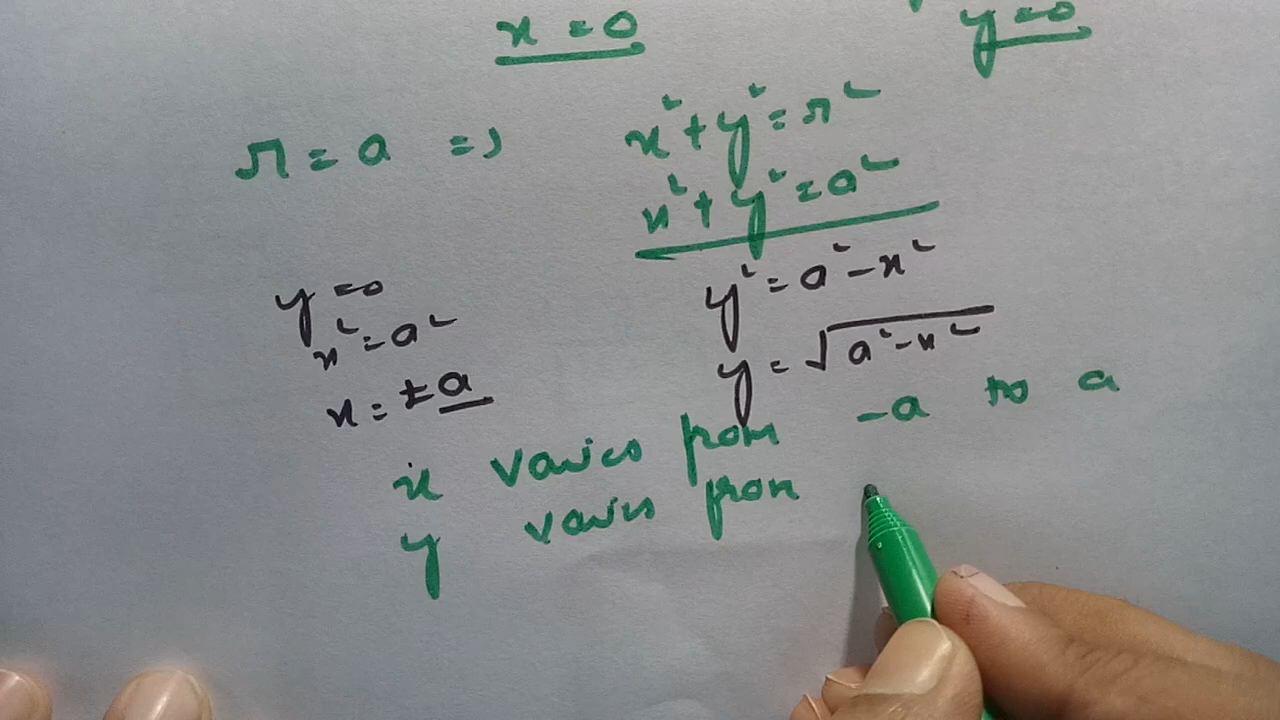 x = 0 y = 0
r = a => x² + y² = r²
x² + y² = a²
y = 0 y² = a² - x²
x² = a² y = √a² - x²
x = ± a
x varies from -a to a
y varies from